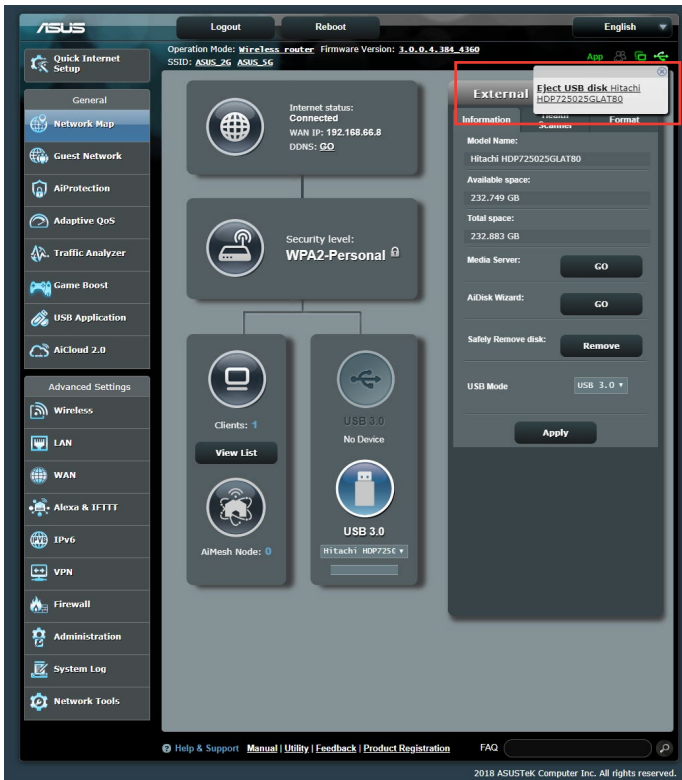 ASUS
Logout
Reboot
English
Operation Mode: Wireless router Firmware Version: 3.0.0.4.384_4360
SSID: ASUS_2G ASUS_5G
App
Quick Internet
Setup
General
Network Map
Guest Network
AiProtection
Adaptive QoS
Traffic Analyzer
Game Boost
USB Application
AiCloud 2.0
Advanced Settings
Wireless
LAN
WAN
Alexa & IFTTT
IPv6
VPN
Firewall
Administration
System Log
Network Tools
Internet status:
Connected
WAN IP: 192.168.66.8
DDNS: GO
Security level:
WPA2-Personal
Clients: 1
View List
AiMesh Node: 0
USB 3.0
No Device
USB 3.0
Hitachi HDP725C
External
Eject USB disk Hitachi
HDP725025GLAT80
Information
Health
Scanner
Format
Model Name:
Hitachi HDP725025GLAT80
Available space:
232.749 GB
Total space:
232.883 GB
Media Server:
GO
AiDisk Wizard:
GO
Safely Remove disk:
Remove
USB Mode
USB 3.0
Apply
Help & Support Manual | Utility | Feedback | Product Registration
FAQ
2018 ASUSTeK Computer Inc. All rights reserved.